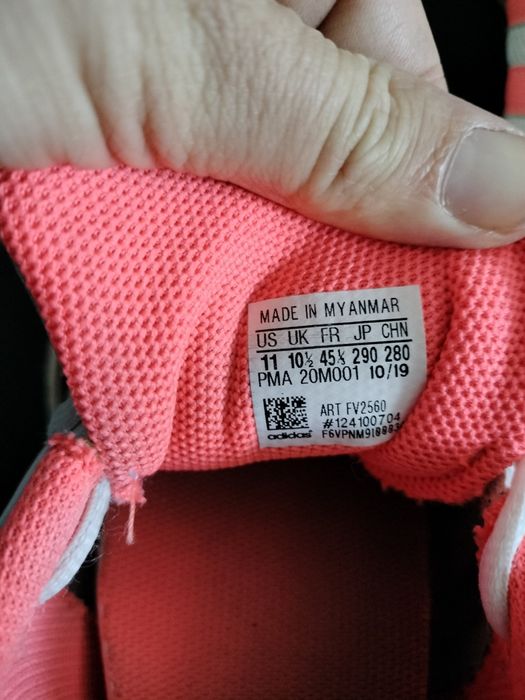 MADE IN MYANMAR
US UK FR JP CHN
11 10½ 45⅓ 290 280
PMA 20M001 10/19
ART FV2560
#124100704
adidas